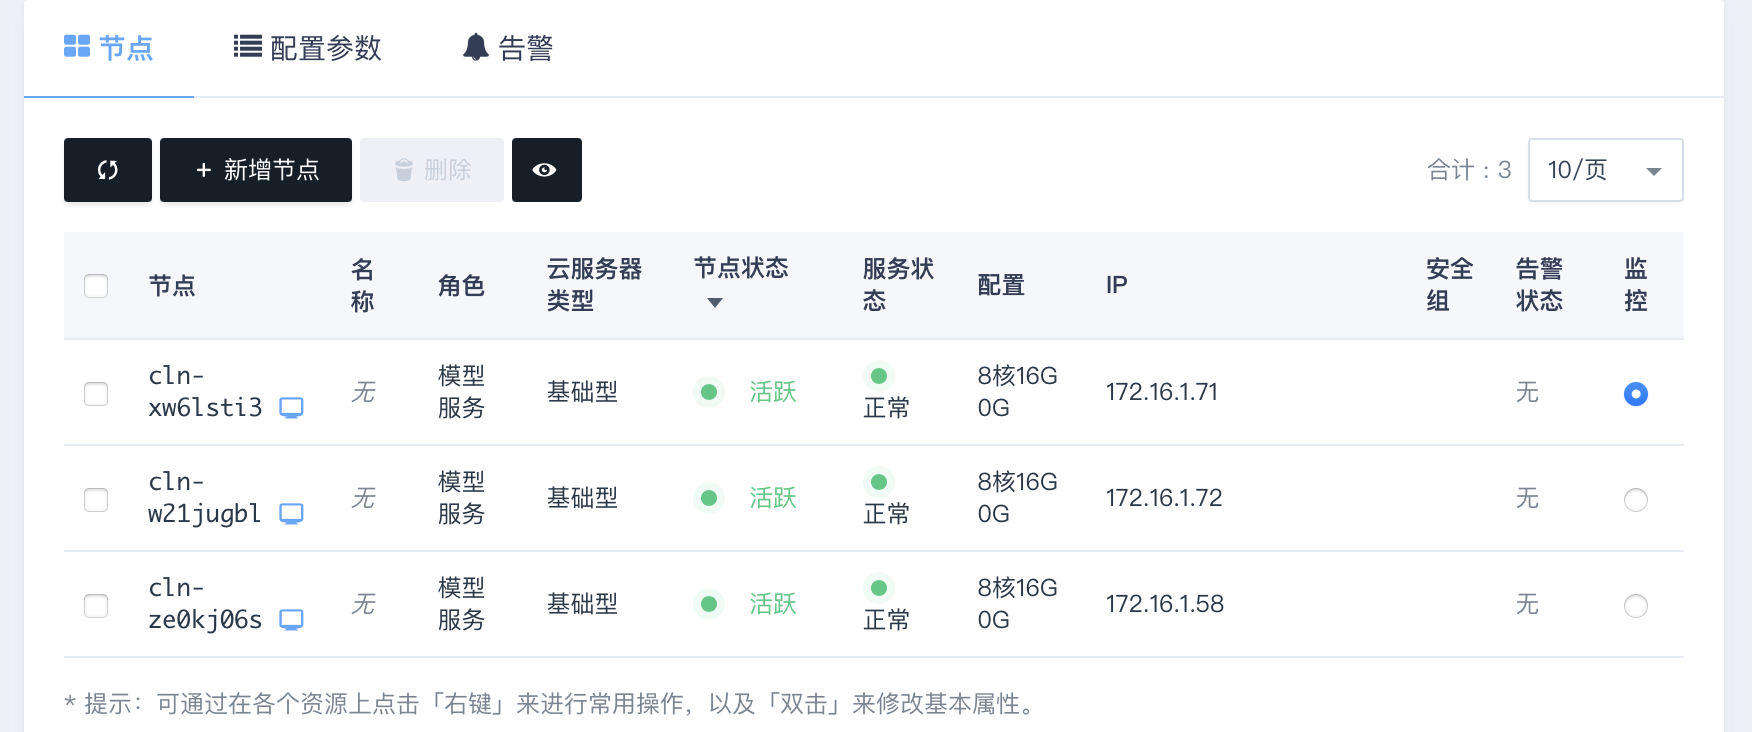 节点 配置参数 告警
+ 新增节点 删除 合计：3 10/页
节点 名称 角色 云服务器类型 节点状态 服务状态 配置 IP 安全组 告警状态 监控
cln-xw6lsti3 无 模型服务 基础型 活跃 正常 8核16G 0G 172.16.1.71 无
cln-w21jugbl 无 模型服务 基础型 活跃 正常 8核16G 0G 172.16.1.72 无
cln-ze0kj06s 无 模型服务 基础型 活跃 正常 8核16G 0G 172.16.1.58 无
* 提示：可通过在各个资源上点击「右键」来进行常用操作，以及「双击」来修改基本属性。